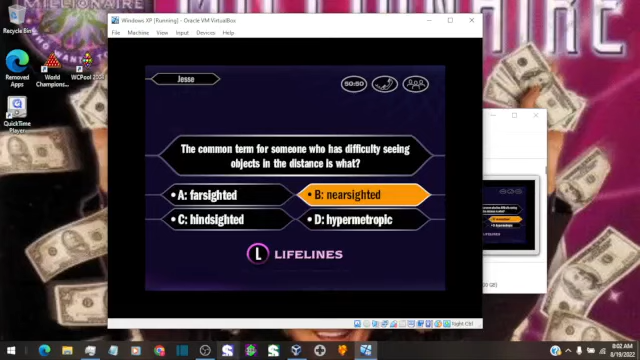 MILLIONAIRE
Windows XP [Running] - Oracle VM VirtualBox
File Machine View Input Devices Help
Recycle Bin
Removed Apps
World Champions...
WCPool 2004
QuickTime Player
Jesse
50:50
The common term for someone who has difficulty seeing
objects in the distance is what?
• A: farsighted
• B: nearsighted
• C: hindsighted
• D: hypermetropic
L LIFELINES
Right Ctrl
8:02 AM
8/19/2022